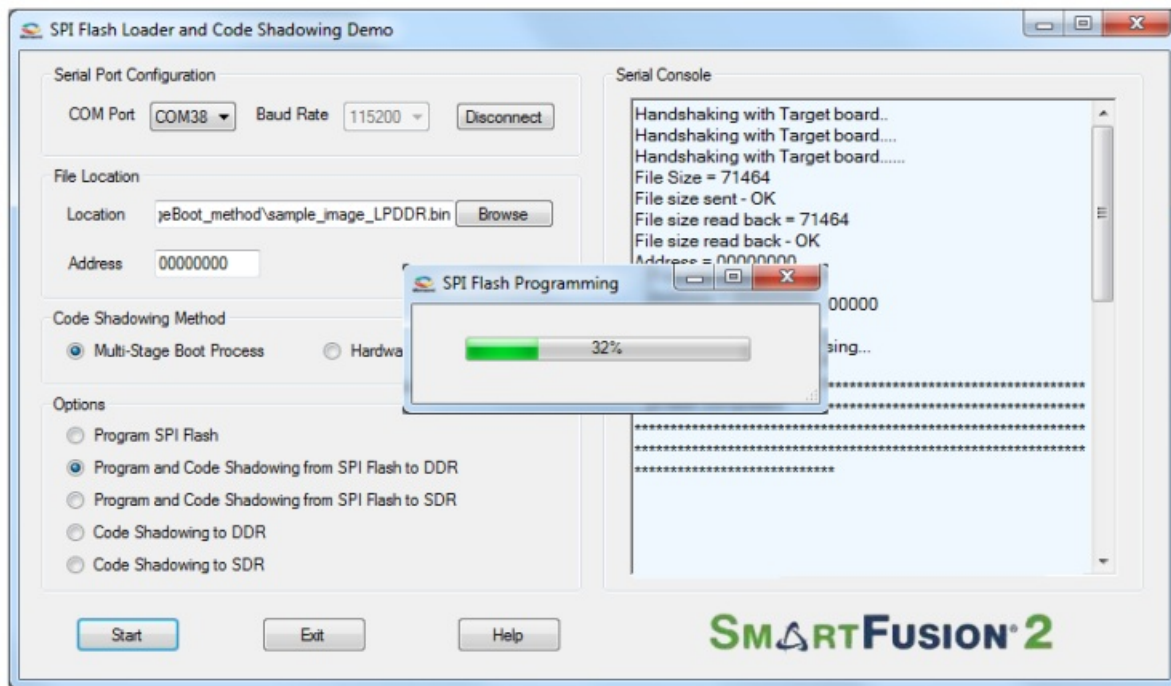 SPI Flash Loader and Code Shadowing Demo
Serial Port Configuration
COM Port COM38 Baud Rate 115200 Disconnect
File Location
Location eBoot_method\sample_image_LPDDR.bin Browse
Address 00000000
Code Shadowing Method
Multi-Stage Boot Process
Options
Program SPI Flash
Program and Code Shadowing from SPI Flash to DDR
Program and Code Shadowing from SPI Flash to SDR
Code Shadowing to DDR
Code Shadowing to SDR
Start Exit Help
Serial Console
Handshaking with Target board..
Handshaking with Target board....
Handshaking with Target board......
File Size = 71464
File size sent - OK
File size read back = 71464
File size read back - OK
Address = 00000000
00000
sing...
****************************************
****************************************
***************************************************************
***************************************************************
****************************
SPI Flash Programming
32%
SMARTFUSION® 2